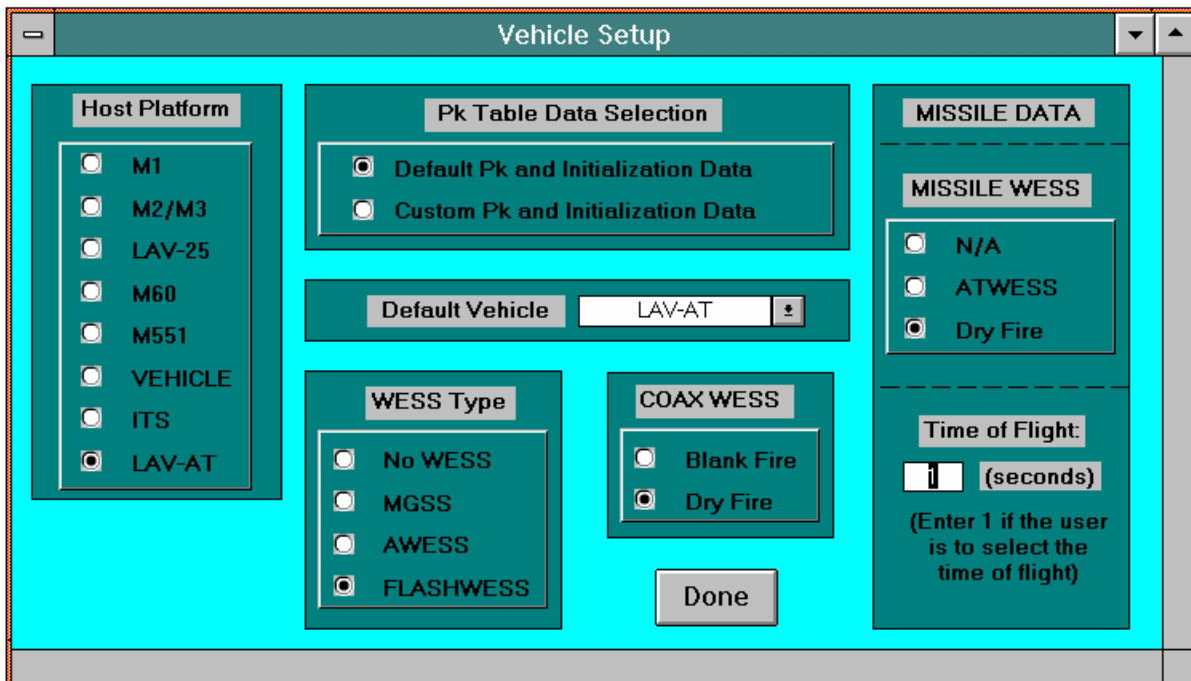 Vehicle Setup
Host Platform
M1
M2/M3
LAV-25
M60
M551
VEHICLE
ITS
LAV-AT
Pk Table Data Selection
Default Pk and Initialization Data
Custom Pk and Initialization Data
Default Vehicle
LAV-AT
WESS Type
No WESS
MGSS
AWESS
FLASHWESS
COAX WESS
Blank Fire
Dry Fire
Done
MISSILE DATA
MISSILE WESS
N/A
ATWESS
Dry Fire
Time of Flight:
1 (seconds)
(Enter 1 if the user
is to select the
time of flight)